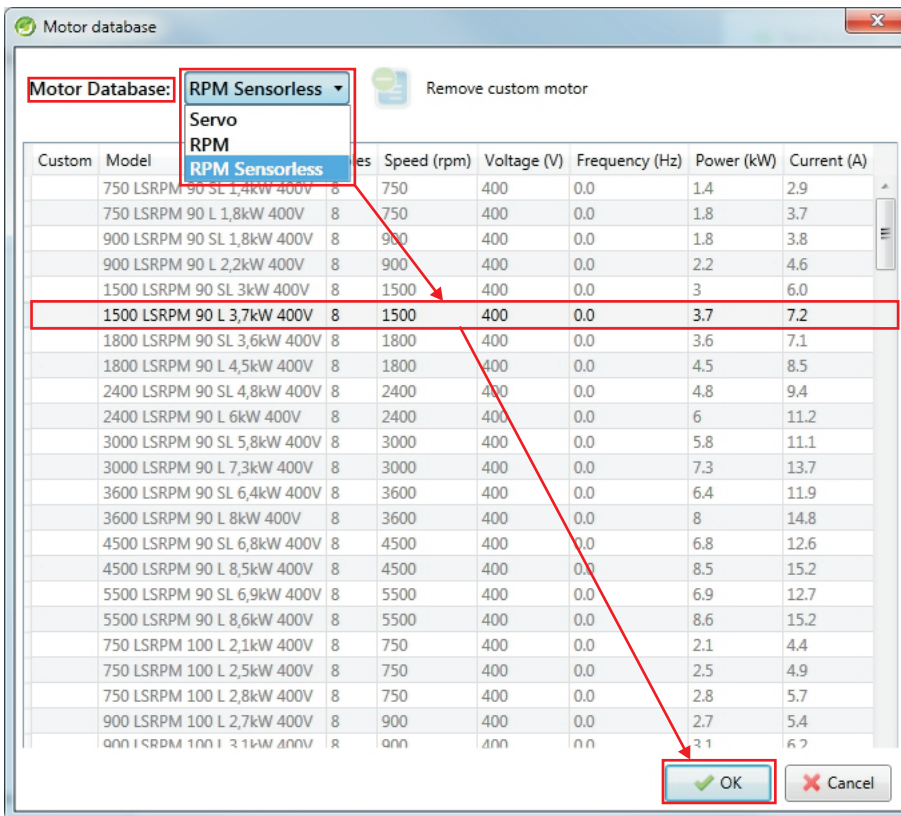 Motor database
x
Motor Database: RPM Sensorless Remove custom motor
Servo
RPM
RPM Sensorless
Custom Model es Speed (rpm) Voltage (V) Frequency (Hz) Power (kW) Current (A)
750 LSRPM 90 SL 1,4kW 400V 8 750 400 0.0 1.4 2.9
750 LSRPM 90 L 1,8kW 400V 8 750 400 0.0 1.8 3.7
900 LSRPM 90 SL 1,8kW 400V 8 900 400 0.0 1.8 3.8
900 LSRPM 90 L 2,2kW 400V 8 900 400 0.0 2.2 4.6
1500 LSRPM 90 SL 3kW 400V 8 1500 400 0.0 3 6.0
1500 LSRPM 90 L 3,7kW 400V 8 1500 400 0.0 3.7 7.2
1800 LSRPM 90 SL 3,6kW 400V 8 1800 400 0.0 3.6 7.1
1800 LSRPM 90 L 4,5kW 400V 8 1800 400 0.0 4.5 8.5
2400 LSRPM 90 SL 4,8kW 400V 8 2400 400 0.0 4.8 9.4
2400 LSRPM 90 L 6kW 400V 8 2400 400 0.0 6 11.2
3000 LSRPM 90 SL 5,8kW 400V 8 3000 400 0.0 5.8 11.1
3000 LSRPM 90 L 7,3kW 400V 8 3000 400 0.0 7.3 13.7
3600 LSRPM 90 SL 6,4kW 400V 8 3600 400 0.0 6.4 11.9
3600 LSRPM 90 L 8kW 400V 8 3600 400 0.0 8 14.8
4500 LSRPM 90 SL 6,8kW 400V 8 4500 400 0.0 6.8 12.6
4500 LSRPM 90 L 8,5kW 400V 8 4500 400 0.0 8.5 15.2
5500 LSRPM 90 SL 6,9kW 400V 8 5500 400 0.0 6.9 12.7
5500 LSRPM 90 L 8,6kW 400V 8 5500 400 0.0 8.6 15.2
750 LSRPM 100 L 2,1kW 400V 8 750 400 0.0 2.1 4.4
750 LSRPM 100 L 2,5kW 400V 8 750 400 0.0 2.5 4.9
750 LSRPM 100 L 2,8kW 400V 8 750 400 0.0 2.8 5.7
900 LSRPM 100 L 2,7kW 400V 8 900 400 0.0 2.7 5.4
900 LSRPM 100 L 3,1kW 400V 8 900 400 0.0 3.1 6.2
OK Cancel